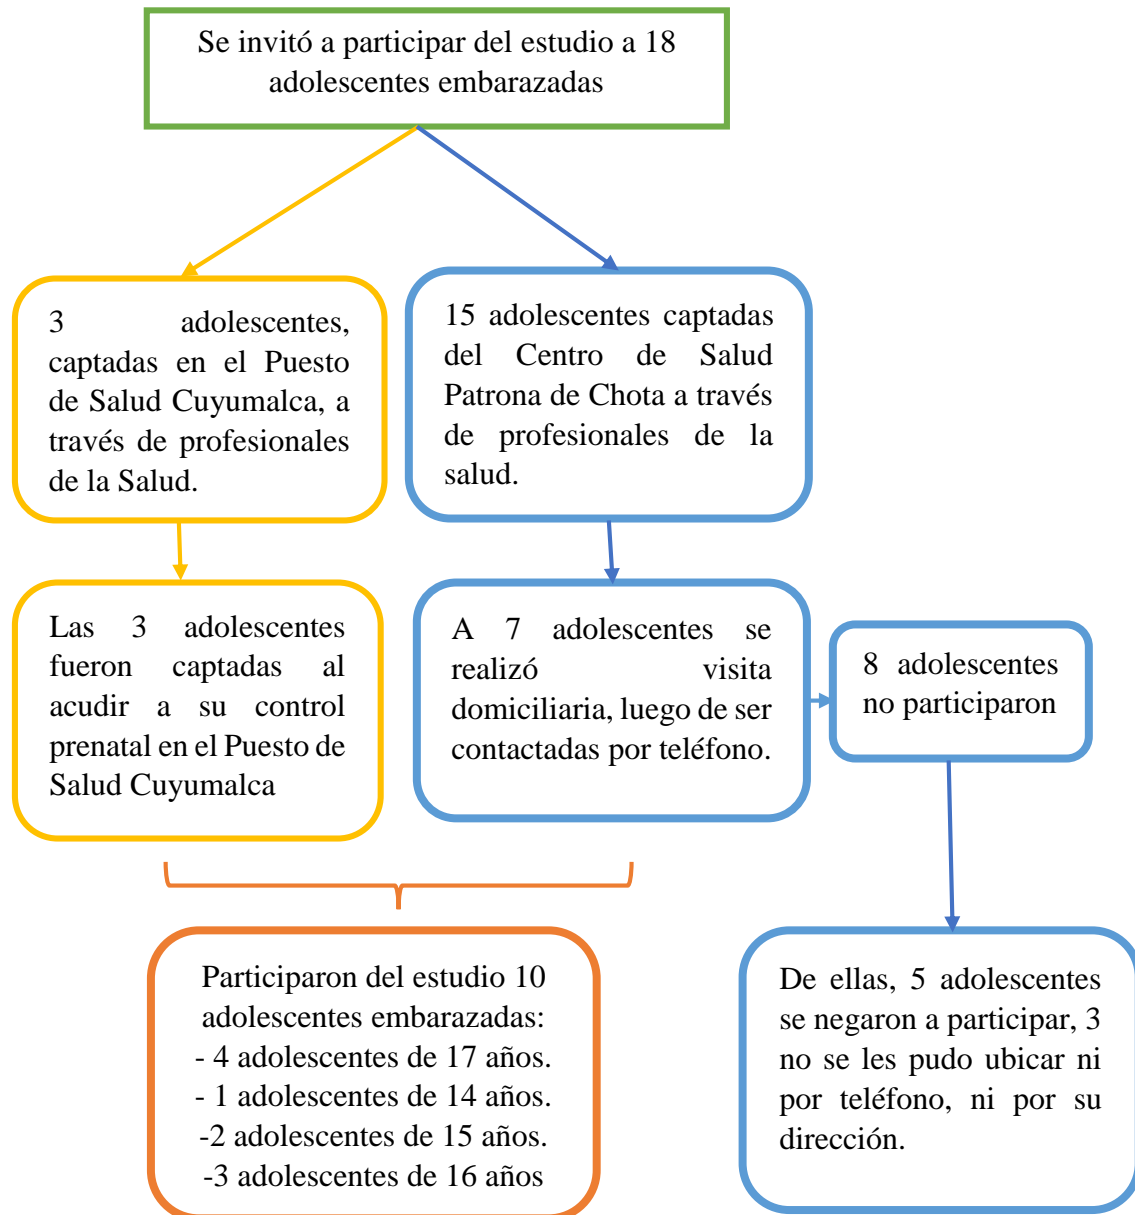 Se invitó a participar del estudio a 18
adolescentes embarazadas
3 adolescentes,
captadas en el Puesto
de Salud Cuyumalca, a
través de profesionales
de la Salud.
15 adolescentes captadas
del Centro de Salud
Patrona de Chota a través
de profesionales de la
salud.
Las 3 adolescentes
fueron captadas al
acudir a su control
prenatal en el Puesto de
Salud Cuyumalca
A 7 adolescentes se
realizó visita
domiciliaria, luego de ser
contactadas por teléfono.
8 adolescentes
no participaron
Participaron del estudio 10
adolescentes embarazadas:
- 4 adolescentes de 17 años.
- 1 adolescentes de 14 años.
-2 adolescentes de 15 años.
-3 adolescentes de 16 años
De ellas, 5 adolescentes
se negaron a participar, 3
no se les pudo ubicar ni
por teléfono, ni por su
dirección.